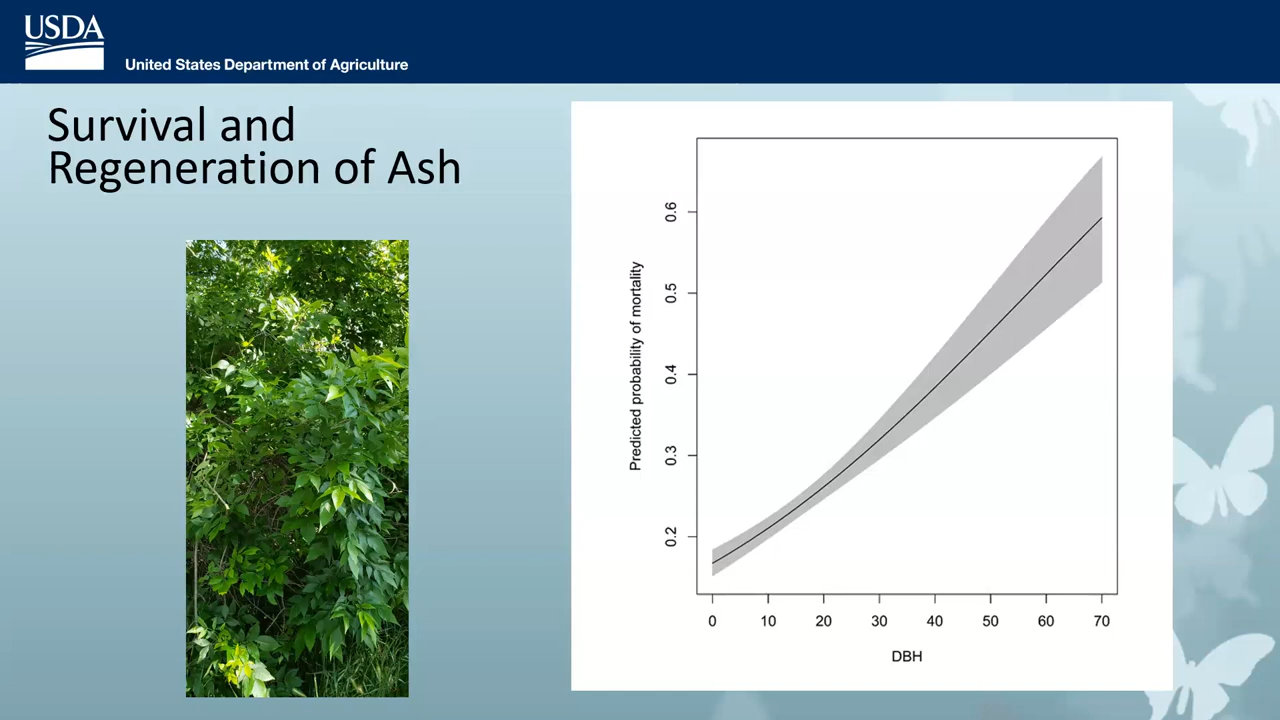 USDA
United States Department of Agriculture
Survival and
Regeneration of Ash
Predicted probability of mortality
0.6
0.5
0.4
0.3
0.2
0 10 20 30 40 50 60 70
DBH